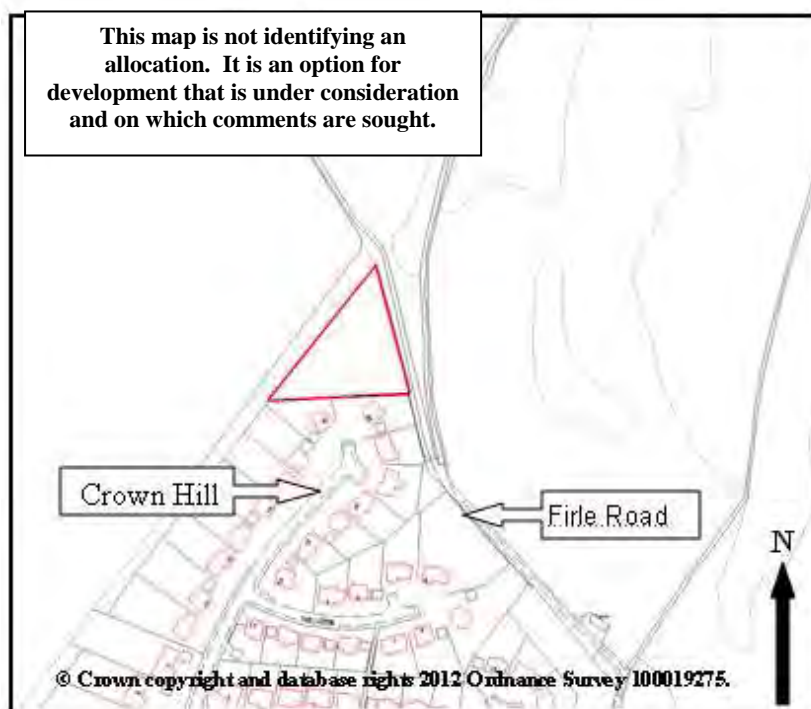 This map is not identifying an
allocation. It is an option for
development that is under consideration
and on which comments are sought.
Crown Hill
Firle Road
N
© Crown copyright and database rights 2012 Ordnance Survey 100019275.